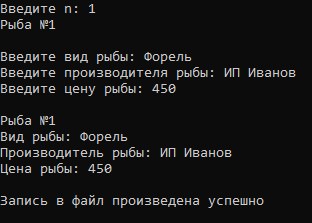 Введите n: 1
Рыба №1
Введите вид рыбы: Форель
Введите производителя рыбы: ИП Иванов
Введите цену рыбы: 450
Рыба №1
Вид рыбы: Форель
Производитель рыбы: ИП Иванов
Цена рыбы: 450
Запись в файл произведена успешно